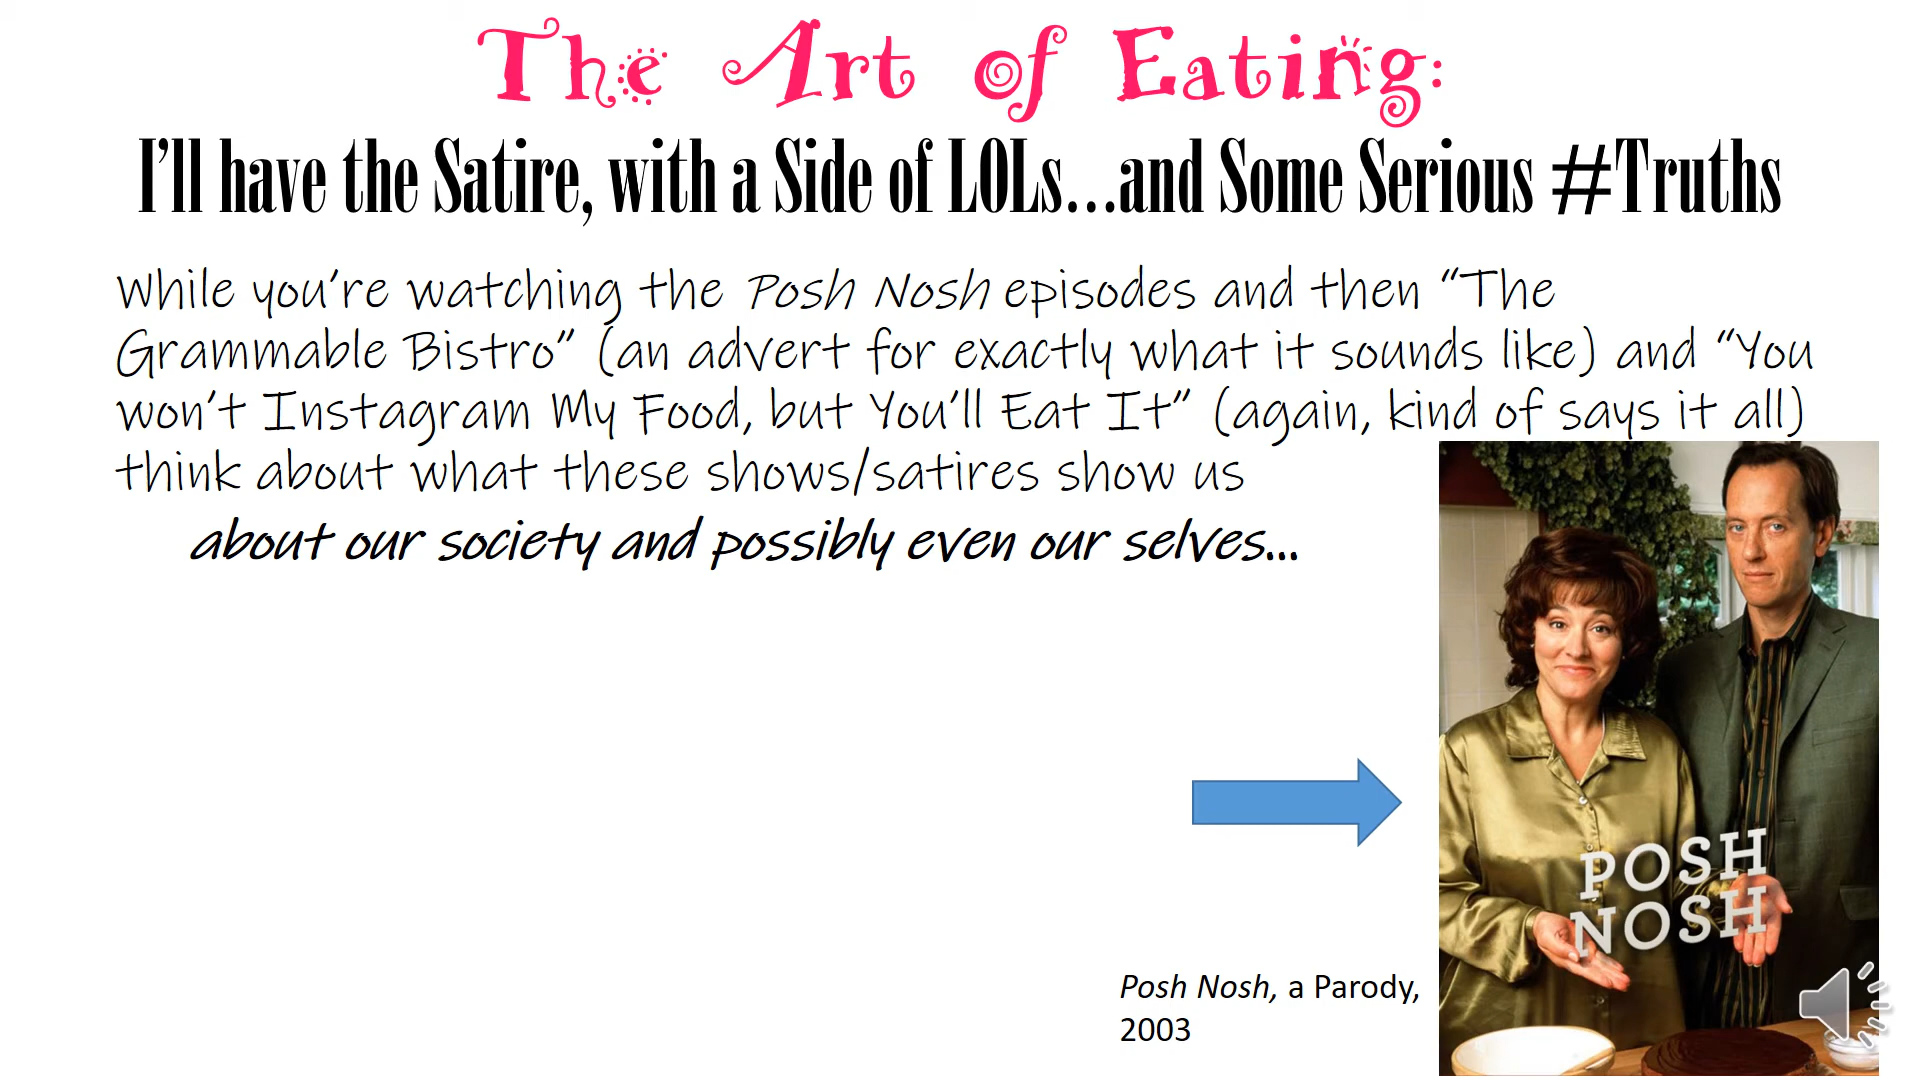 The Art of Eating:
I’ll have the Satire, with a Side of LOLs...and Some Serious #Truths
While you’re watching the Posh Nosh episodes and then “The
Grammable Bistro” (an advert for exactly what it sounds like) and “You
won’t Instagram My Food, but You’ll Eat It” (again, kind of says it all)
think about what these shows/satires show us
about our society and possibly even our selves...
POSH
NOSH
Posh Nosh, a Parody,
2003